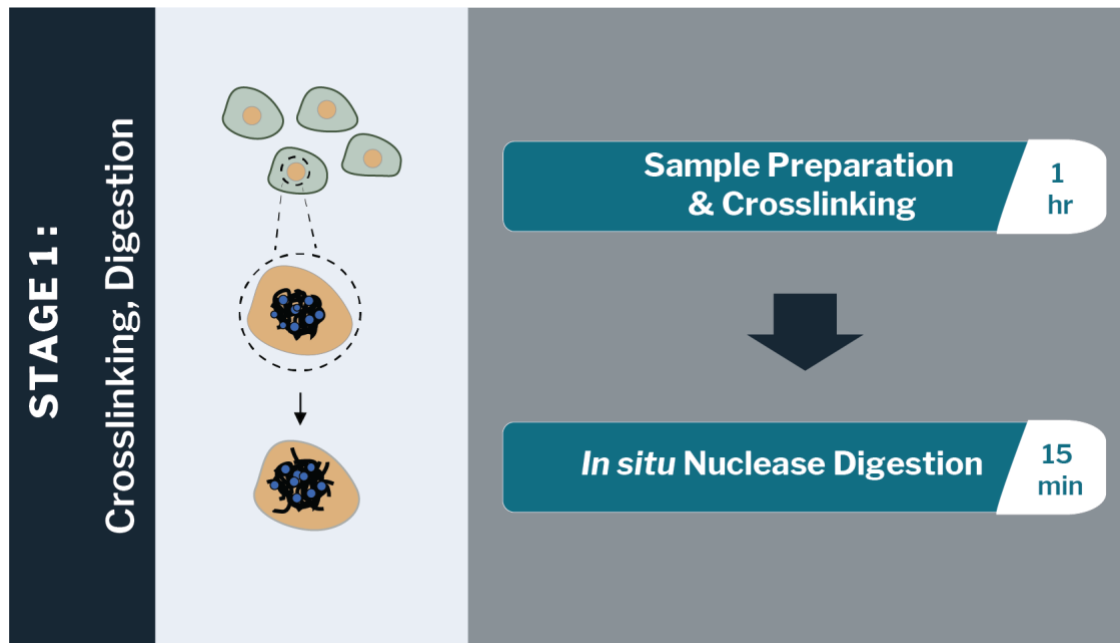 STAGE 1:
Crosslinking, Digestion
Sample Preparation
& Crosslinking
1
hr
In situ Nuclease Digestion
15
min